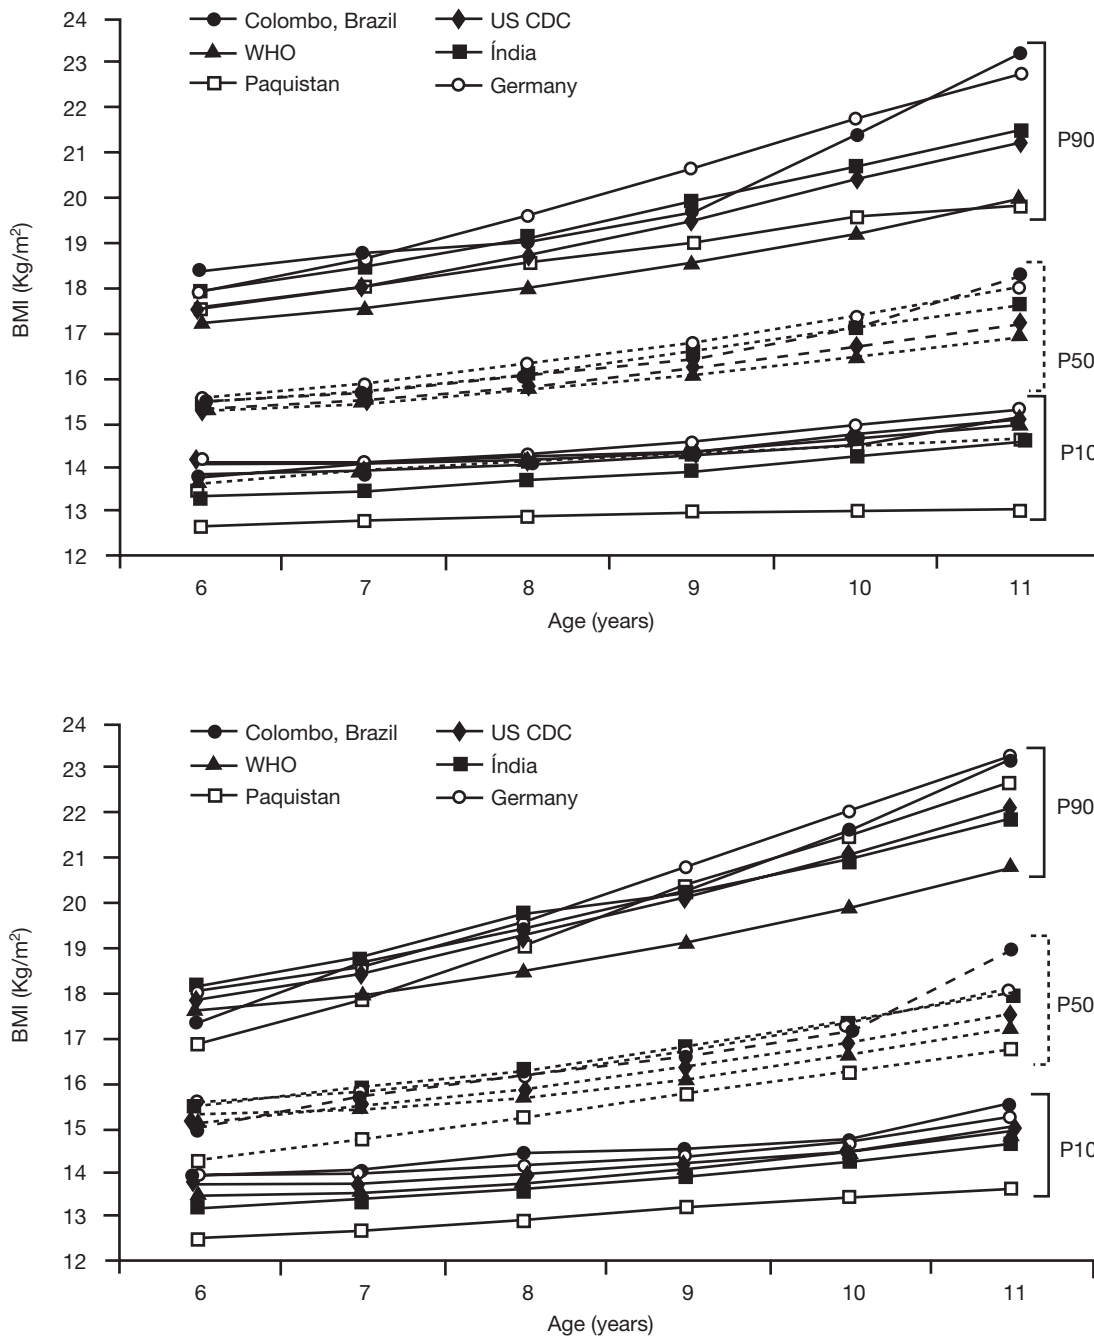 24
23
22
21
20
19
18
17
16
15
14
13
12
BMI (Kg/m²)
Colombo, Brazil
US CDC
WHO
Índia
Paquistan
Germany
P90
P50
P10
6 7 8 9 10 11
Age (years)
24
23
22
21
20
19
18
17
16
15
14
13
12
BMI (Kg/m²)
Colombo, Brazil
US CDC
WHO
Índia
Paquistan
Germany
P90
P50
P10
6 7 8 9 10 11
Age (years)